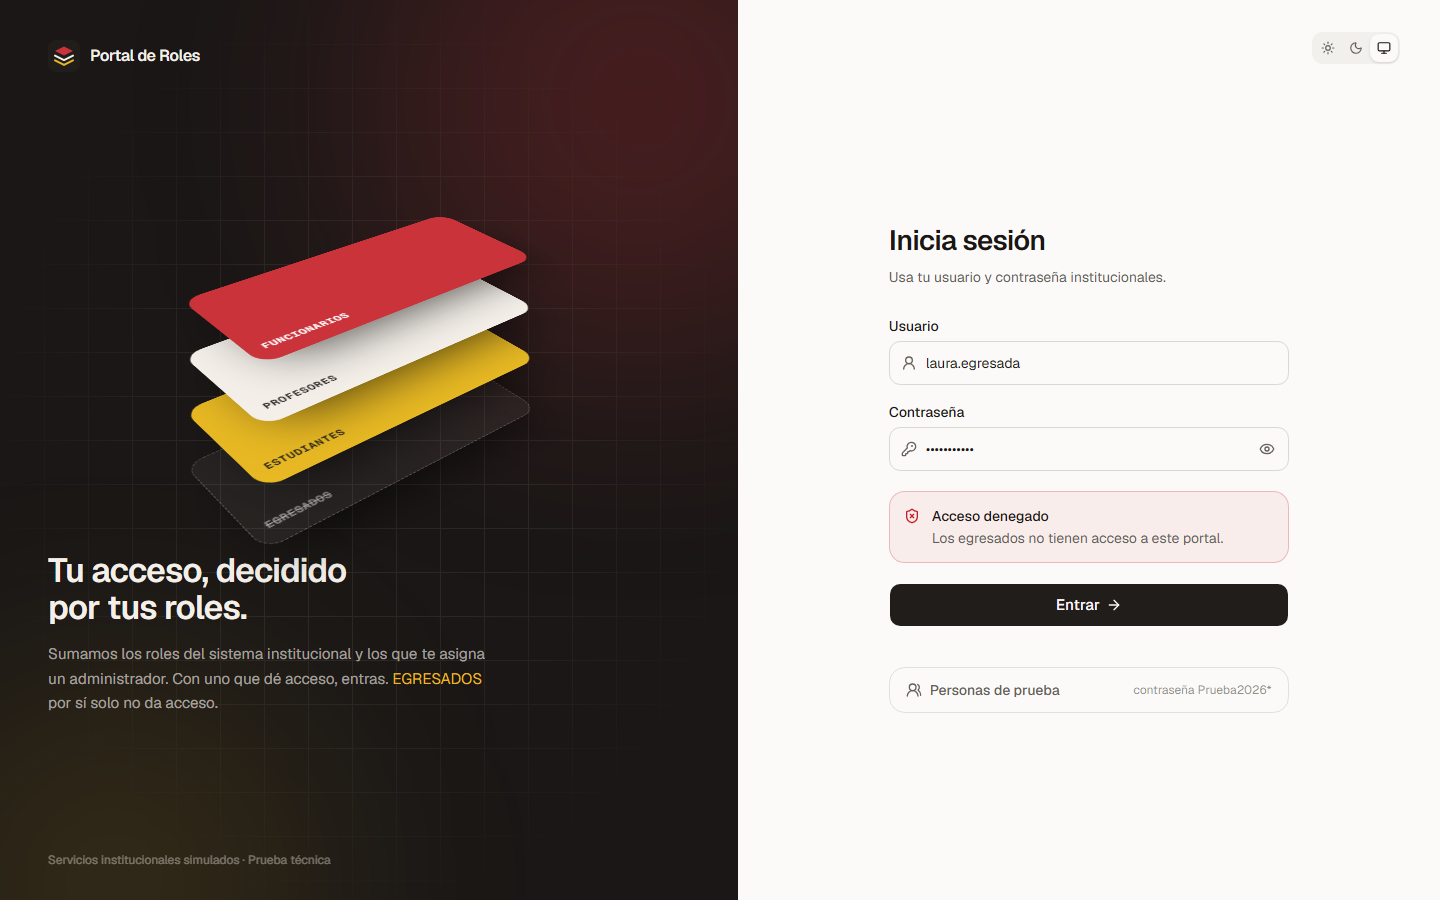 Portal de Roles
FUNCIONARIOS
PROFESORES
ESTUDIANTES
EGRESADOS
Tu acceso, decidido
por tus roles.
Sumamos los roles del sistema institucional y los que te asigna
un administrador. Con uno que dé acceso, entras. EGRESADOS
por sí solo no da acceso.
Servicios institucionales simulados · Prueba técnica
Inicia sesión
Usa tu usuario y contraseña institucionales.
Usuario
laura.egresada
Contraseña
•••••••••••
Acceso denegado
Los egresados no tienen acceso a este portal.
Entrar →
Personas de prueba
contraseña Prueba2026*